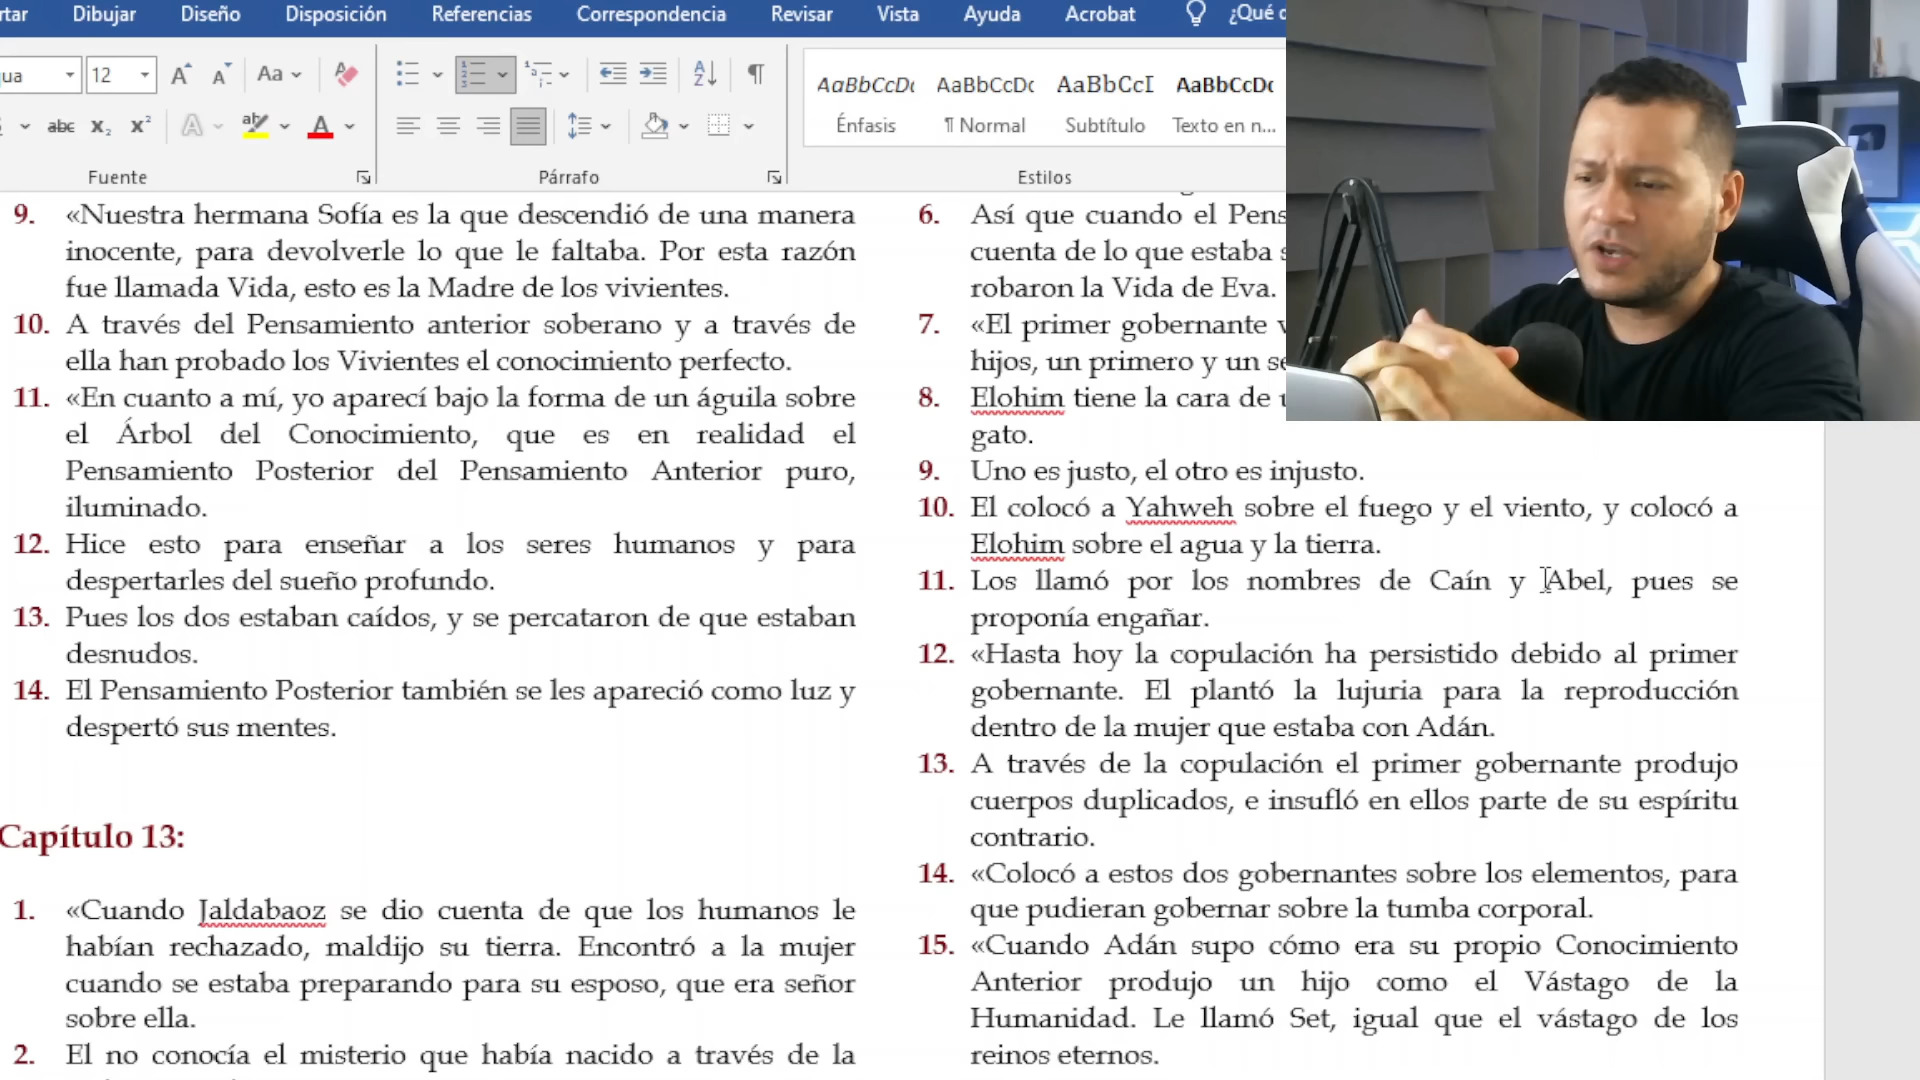 Dibujar Diseño Disposición Referencias Correspondencia Revisar Vista Ayuda Acrobat ¿Qué
12 Aa
abc X₂ X² A ab A
AaBbCcDc AaBbCcDc AaBbCcI AaBbCcDc
Énfasis ¶ Normal Subtítulo Texto en n...
Fuente Párrafo Estilos
9. «Nuestra hermana Sofía es la que descendió de una manera
inocente, para devolverle lo que le faltaba. Por esta razón
fue llamada Vida, esto es la Madre de los vivientes.
10. A través del Pensamiento anterior soberano y a través de
ella han probado los Vivientes el conocimiento perfecto.
11. «En cuanto a mí, yo aparecí bajo la forma de un águila sobre
el Árbol del Conocimiento, que es en realidad el
Pensamiento Posterior del Pensamiento Anterior puro,
iluminado.
12. Hice esto para enseñar a los seres humanos y para
despertarles del sueño profundo.
13. Pues los dos estaban caídos, y se percataron de que estaban
desnudos.
14. El Pensamiento Posterior también se les apareció como luz y
despertó sus mentes.
Capítulo 13:
1. «Cuando Jaldabaoz se dio cuenta de que los humanos le
habían rechazado, maldijo su tierra. Encontró a la mujer
cuando se estaba preparando para su esposo, que era señor
sobre ella.
2. El no conocía el misterio que había nacido a través de la
6. Así que cuando el Pens
cuenta de lo que estaba
robaron la Vida de Eva.
7. «El primer gobernante
hijos, un primero y un
8. Elohim tiene la cara de
gato.
9. Uno es justo, el otro es injusto.
10. El colocó a Yahweh sobre el fuego y el viento, y colocó a
Elohim sobre el agua y la tierra.
11. Los llamó por los nombres de Caín y Abel, pues se
proponía engañar.
12. «Hasta hoy la copulación ha persistido debido al primer
gobernante. El plantó la lujuria para la reproducción
dentro de la mujer que estaba con Adán.
13. A través de la copulación el primer gobernante produjo
cuerpos duplicados, e insufló en ellos parte de su espíritu
contrario.
14. «Colocó a estos dos gobernantes sobre los elementos, para
que pudieran gobernar sobre la tumba corporal.
15. «Cuando Adán supo cómo era su propio Conocimiento
Anterior produjo un hijo como el Vástago de la
Humanidad. Le llamó Set, igual que el vástago de los
reinos eternos.